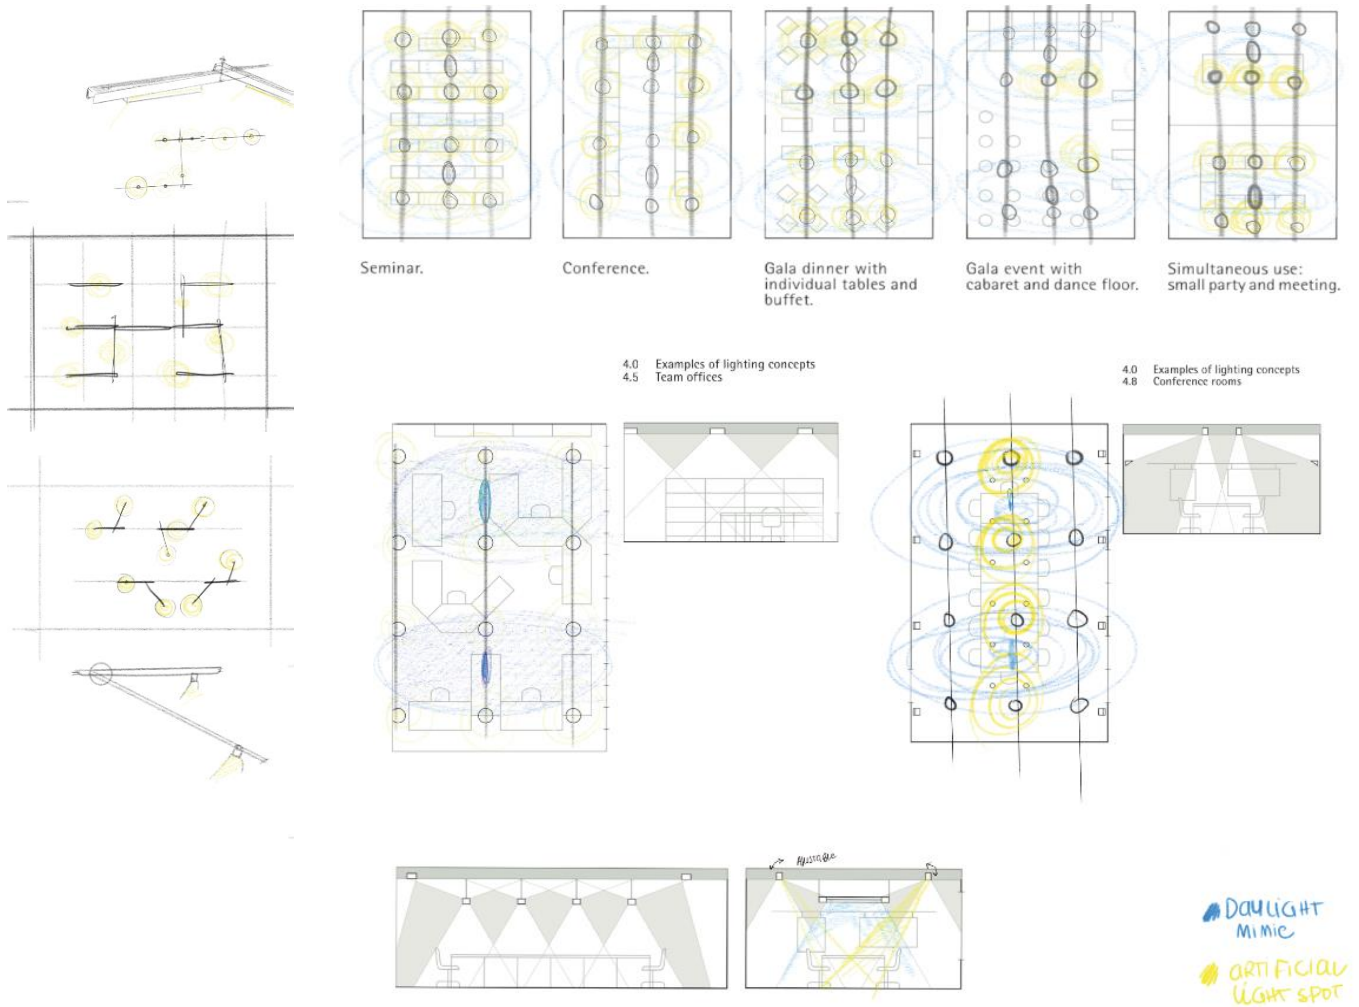 Seminar.
Conference.
Gala dinner with
individual tables and
buffet.
Gala event with
cabaret and dance floor.
Simultaneous use:
small party and meeting.
4.0 Examples of lighting concepts
4.5 Team offices
4.0 Examples of lighting concepts
4.8 Conference rooms
DAYLIGHT
MIMIC
ARTIFICIAL
LIGHT SPOT